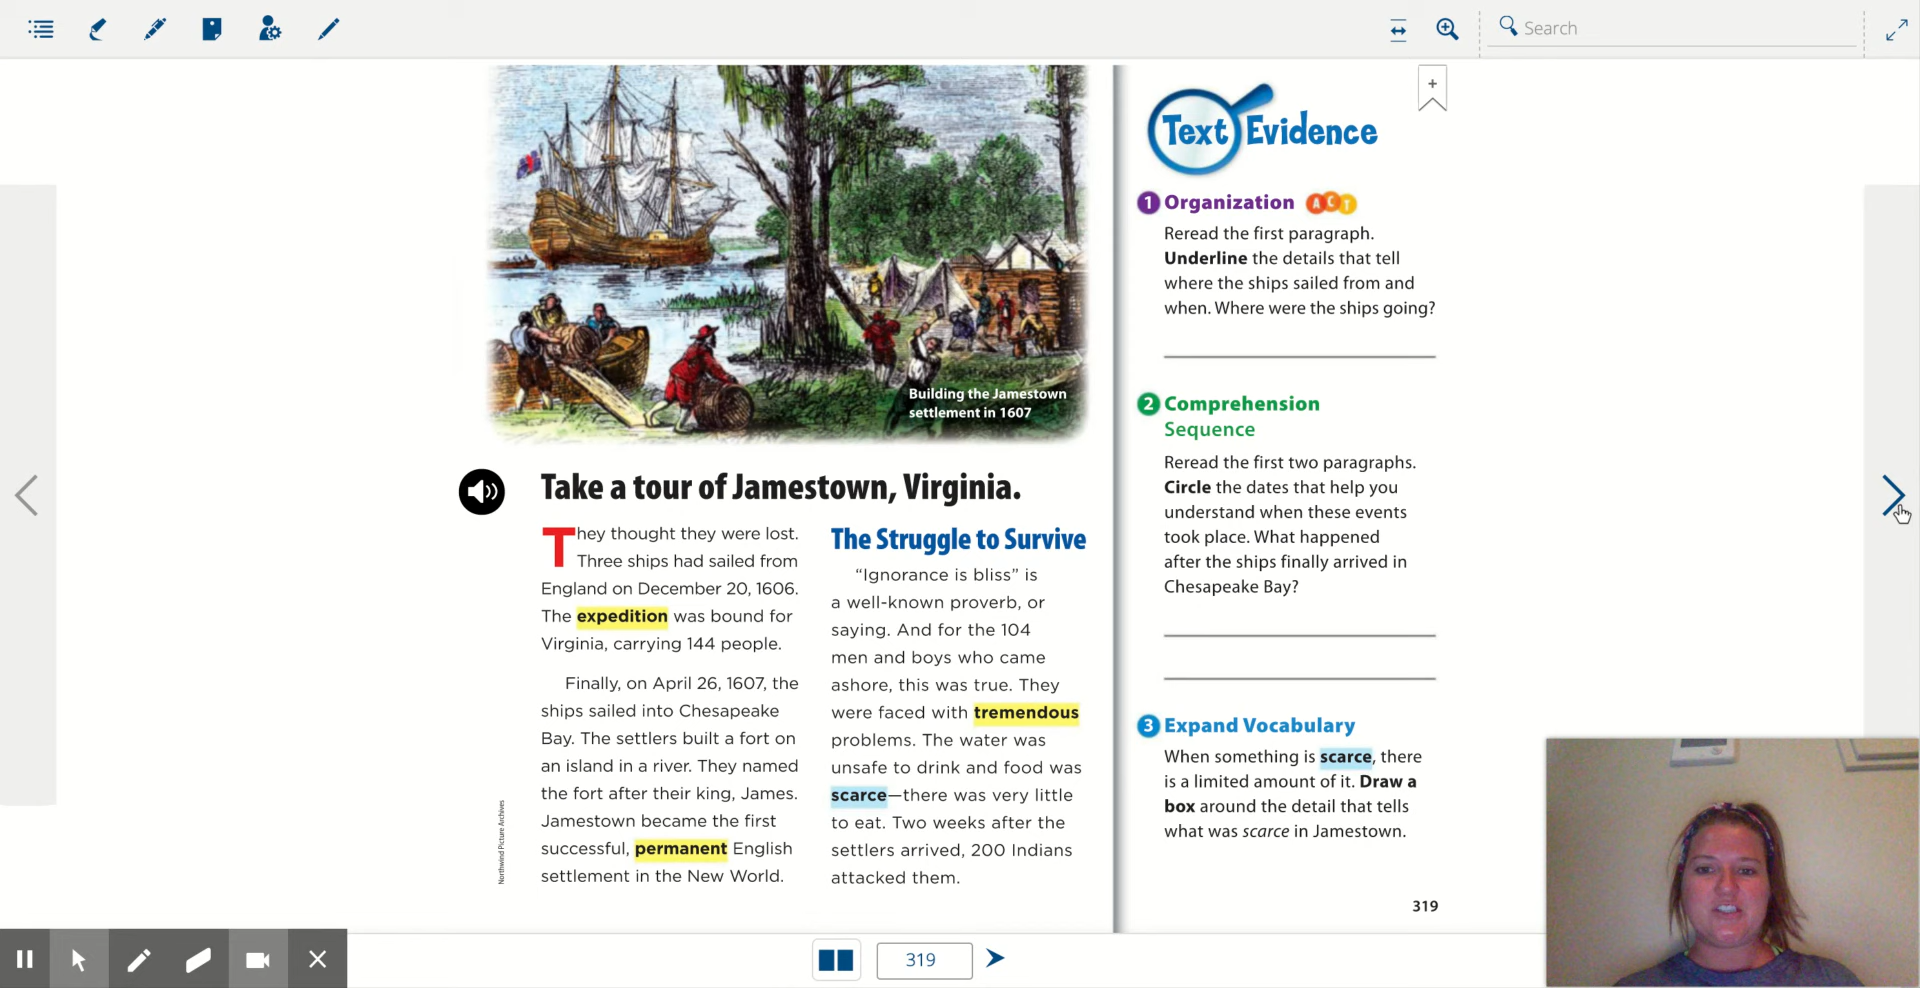 Search
+
Building the Jamestown
settlement in 1607
Take a tour of Jamestown, Virginia.
They thought they were lost.
Three ships had sailed from
England on December 20, 1606.
The expedition was bound for
Virginia, carrying 144 people.
Finally, on April 26, 1607, the
ships sailed into Chesapeake
Bay. The settlers built a fort on
an island in a river. They named
the fort after their king, James.
Jamestown became the first
successful, permanent English
settlement in the New World.
Northwind Picture Archives
The Struggle to Survive
“Ignorance is bliss” is
a well-known proverb, or
saying. And for the 104
men and boys who came
ashore, this was true. They
were faced with tremendous
problems. The water was
unsafe to drink and food was
scarce—there was very little
to eat. Two weeks after the
settlers arrived, 200 Indians
attacked them.
Text Evidence
1 Organization ACT
Reread the first paragraph.
Underline the details that tell
where the ships sailed from and
when. Where were the ships going?
2 Comprehension
Sequence
Reread the first two paragraphs.
Circle the dates that help you
understand when these events
took place. What happened
after the ships finally arrived in
Chesapeake Bay?
3 Expand Vocabulary
When something is scarce, there
is a limited amount of it. Draw a
box around the detail that tells
what was scarce in Jamestown.
319
319